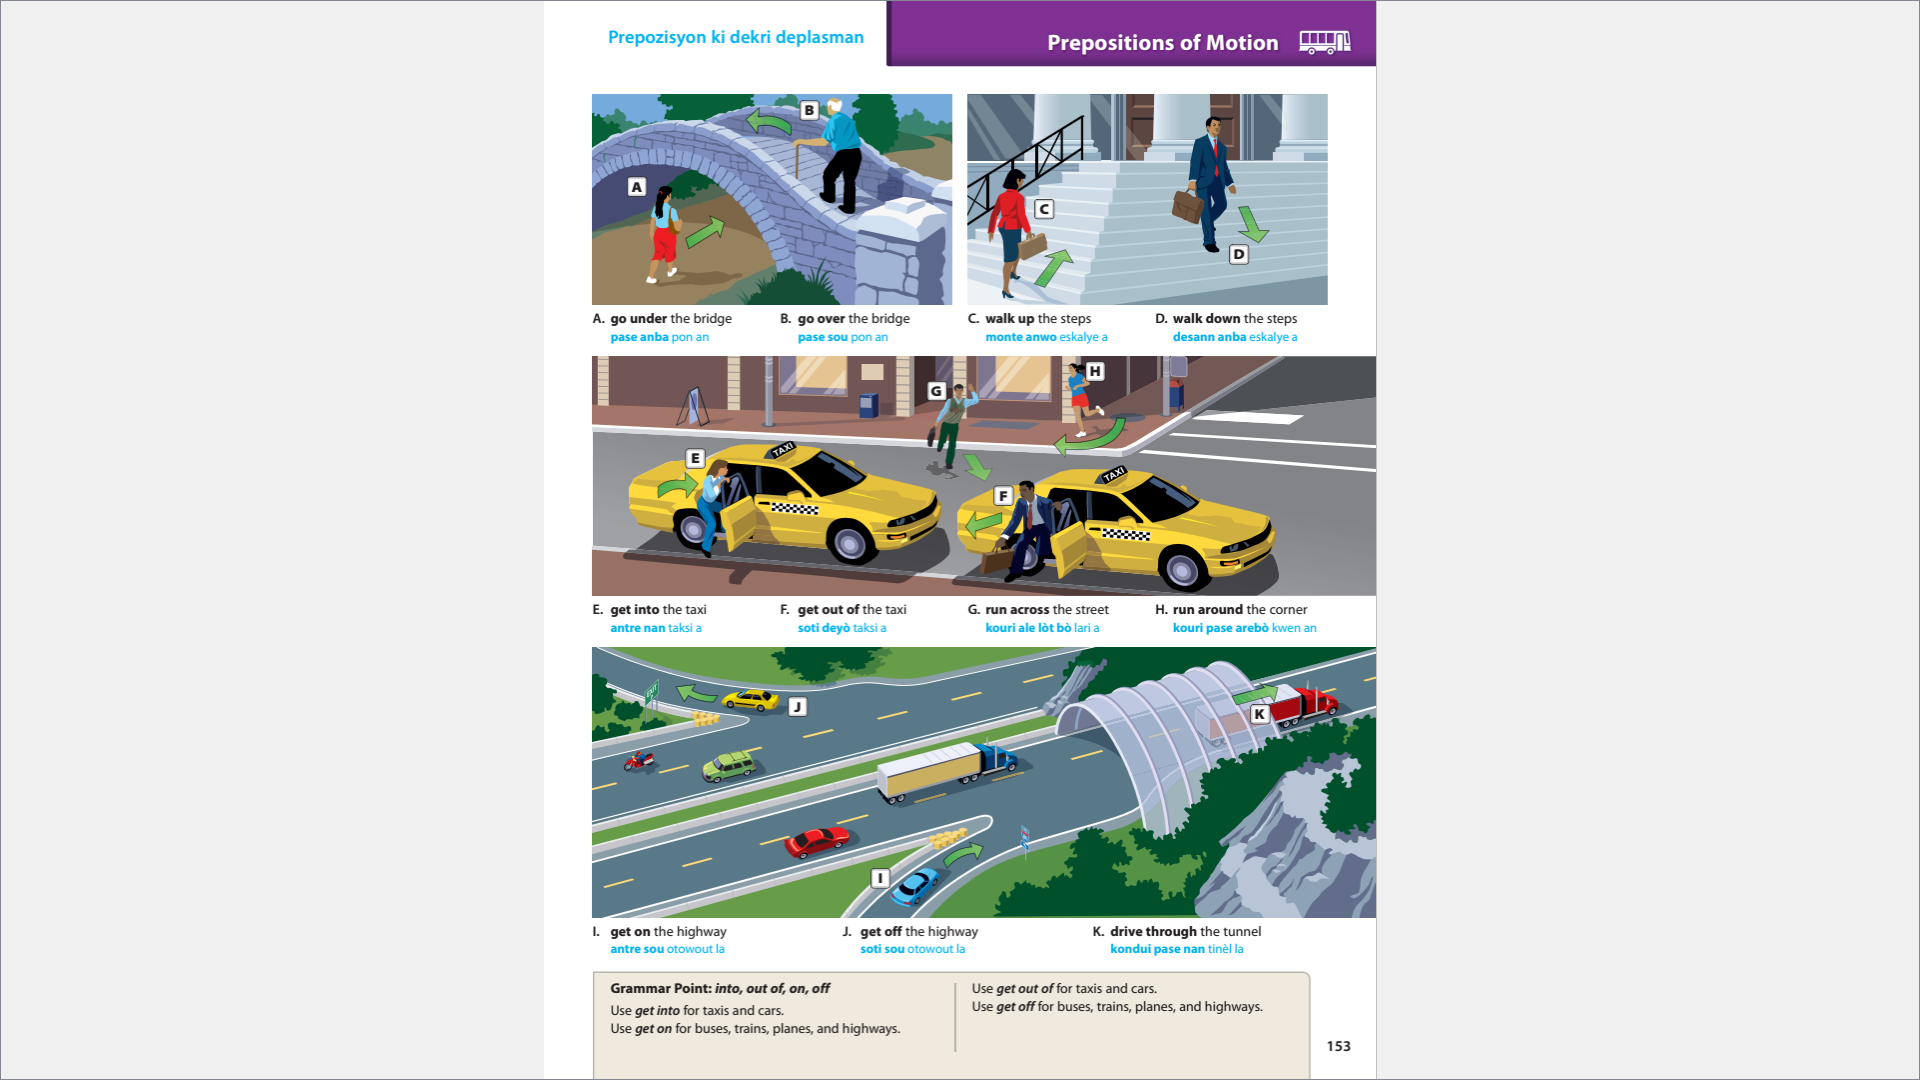 Prepozisyon ki dekri deplasman
Prepositions of Motion
B
A
C
D
A. go under the bridge
pase anba pon an
B. go over the bridge
pase sou pon an
C. walk up the steps
monte anwo eskalye a
D. walk down the steps
desann anba eskalye a
G
H
E
TAXI
F
TAXI
E. get into the taxi
antre nan taksi a
F. get out of the taxi
soti deyò taksi a
G. run across the street
kouri ale lòt bò lari a
H. run around the corner
kouri pase arebò kwen an
EXIT
J
K
I
I. get on the highway
antre sou otowout la
J. get off the highway
soti sou otowout la
K. drive through the tunnel
kondui pase nan tinèl la
Grammar Point: into, out of, on, off
Use get into for taxis and cars.
Use get on for buses, trains, planes, and highways.
Use get out of for taxis and cars.
Use get off for buses, trains, planes, and highways.
153